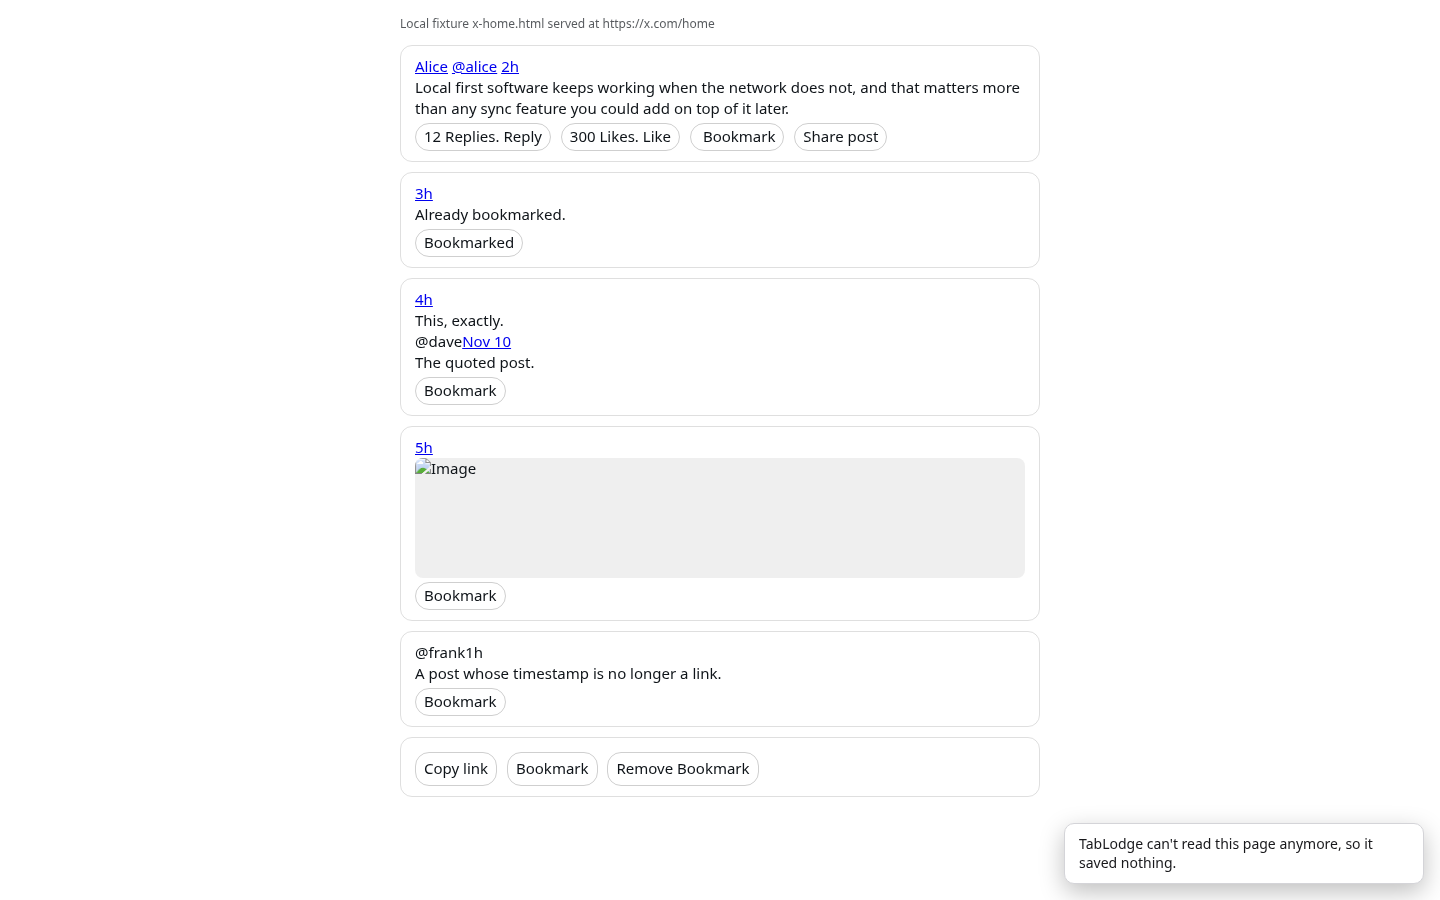 Local fixture x-home.html served at https://x.com/home
Alice @alice 2h
Local first software keeps working when the network does not, and that matters more
than any sync feature you could add on top of it later.
12 Replies. Reply 300 Likes. Like Bookmark Share post
3h
Already bookmarked.
Bookmarked
4h
This, exactly.
@daveNov 10
The quoted post.
Bookmark
5h
Image
Bookmark
@frank1h
A post whose timestamp is no longer a link.
Bookmark
Copy link Bookmark Remove Bookmark
TabLodge can't read this page anymore, so it
saved nothing.